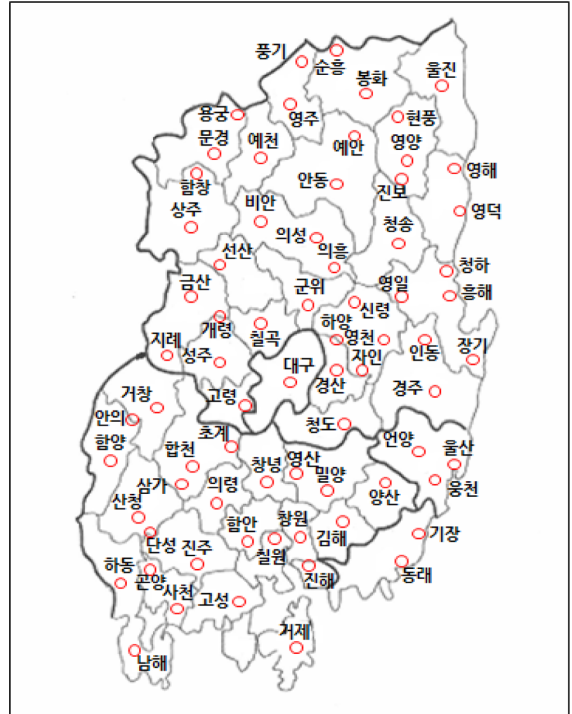 풍기
순흥
봉화
울진
용궁
영주
현풍
문경
예천
예안
영양
함창
안동
진보
영해
상주
비안
영덕
의성
청송
선산
의흥
청하
금산
군위
영일
흥해
개령
칠곡
하양
신령
지레
성주
영천
인동
장기
대구
자인
경산
경주
거창
고령
안의
청도
함양
초계
언양
합천
창녕
영산
울산
밀양
삼가
의령
양산
웅천
산청
함안
창원
김해
기장
단성
진주
칠원
하동
곤양
진해
동래
사천
고성
거제
남해